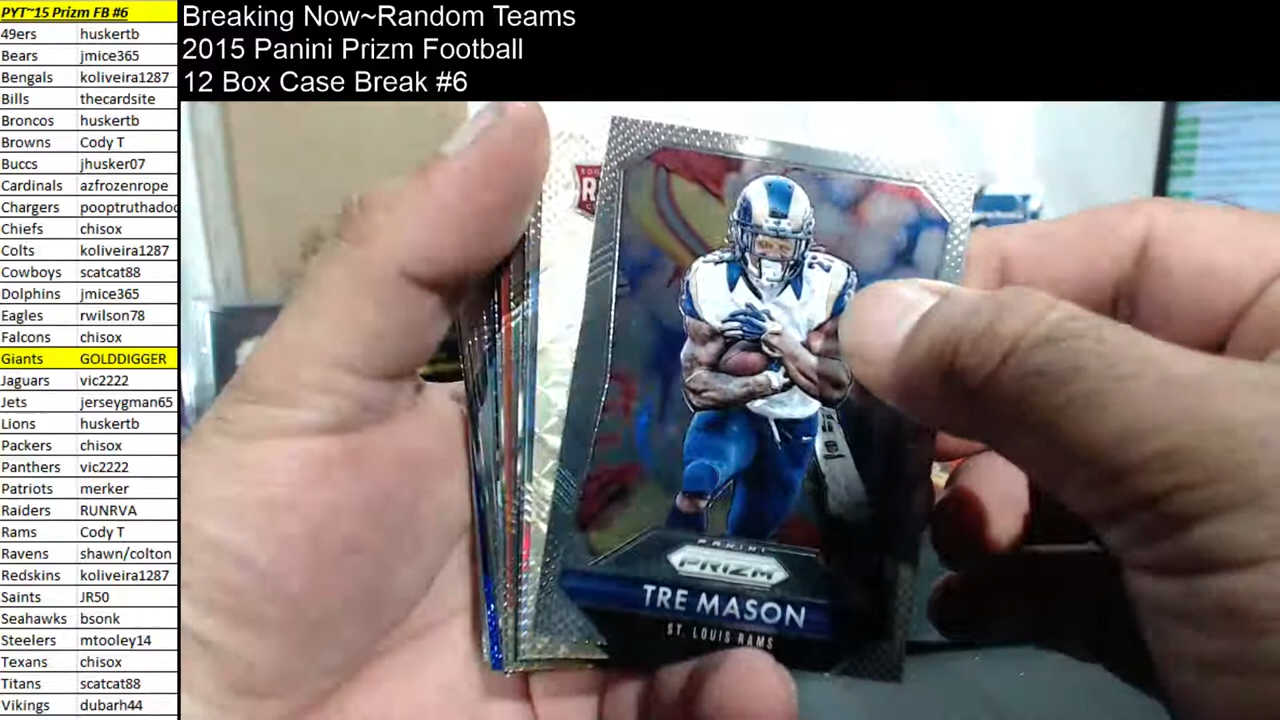 PYT~15 Prizm FB #6
49ers huskertb
Bears jmice365
Bengals koliveira1287
Bills thecardsite
Broncos huskertb
Browns Cody T
Buccs jhusker07
Cardinals azfrozenrope
Chargers pooptruthadoo
Chiefs chisox
Colts koliveira1287
Cowboys scatcat88
Dolphins jmice365
Eagles rwilson78
Falcons chisox
Giants GOLDDIGGER
Jaguars vic2222
Jets jerseygman65
Lions huskertb
Packers chisox
Panthers vic2222
Patriots merker
Raiders RUNRVA
Rams Cody T
Ravens shawn/colton
Redskins koliveira1287
Saints JR50
Seahawks bsonk
Steelers mtooley14
Texans chisox
Titans scatcat88
Vikings dubarh44
Breaking Now~Random Teams
2015 Panini Prizm Football
12 Box Case Break #6
PANINI
PRIZM
TRE MASON
ST. LOUIS RAMS